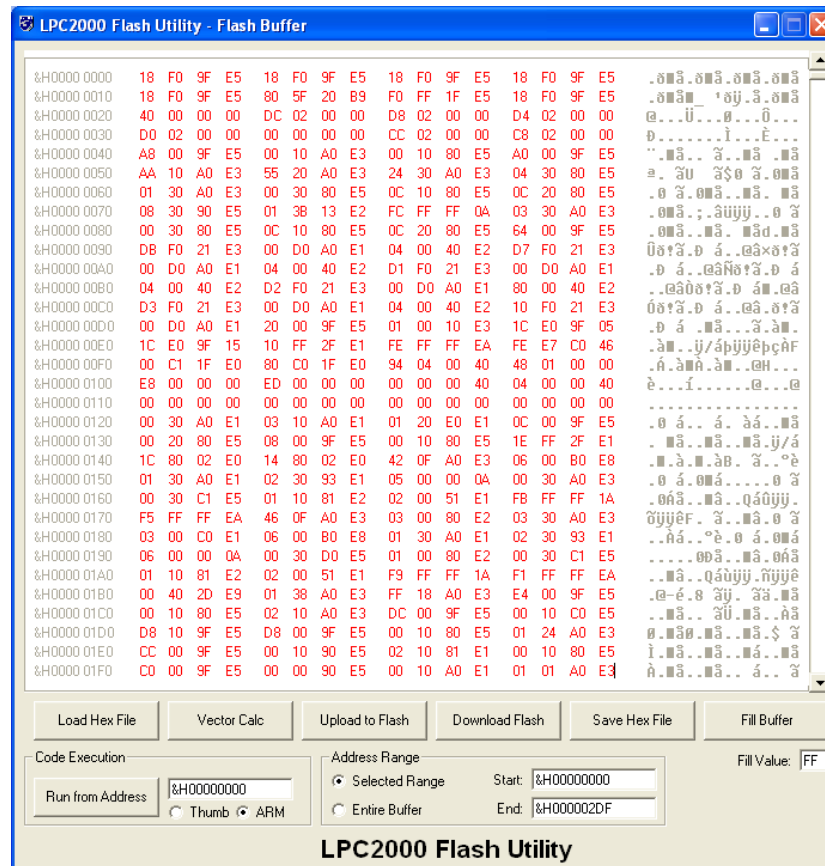 LPC2000 Flash Utility - Flash Buffer
&H0000 0000 18 F0 9F E5 18 F0 9F E5 18 F0 9F E5 18 F0 9F E5
&H0000 0010 18 F0 9F E5 80 5F 20 B9 F0 FF 1F E5 18 F0 9F E5
&H0000 0020 40 00 00 00 DC 02 00 00 D8 02 00 00 D4 02 00 00
&H0000 0030 D0 02 00 00 00 00 00 00 CC 02 00 00 C8 02 00 00
&H0000 0040 A8 00 9F E5 00 10 A0 E3 00 10 80 E5 A0 00 9F E5
&H0000 0050 AA 10 A0 E3 55 20 A0 E3 24 30 A0 E3 04 30 80 E5
&H0000 0060 01 30 A0 E3 00 30 80 E5 0C 10 80 E5 0C 20 80 E5
&H0000 0070 08 30 90 E5 01 3B 13 E2 FC FF FF 0A 03 30 A0 E3
&H0000 0080 00 30 80 E5 0C 10 80 E5 0C 20 80 E5 64 00 9F E5
&H0000 0090 DB F0 21 E3 00 D0 A0 E1 04 00 40 E2 D7 F0 21 E3
&H0000 00A0 00 D0 A0 E1 04 00 40 E2 D1 F0 21 E3 00 D0 A0 E1
&H0000 00B0 04 00 40 E2 D2 F0 21 E3 00 D0 A0 E1 80 00 40 E2
&H0000 00C0 D3 F0 21 E3 00 D0 A0 E1 04 00 40 E2 10 F0 21 E3
&H0000 00D0 00 D0 A0 E1 20 00 9F E5 01 00 10 E3 1C E0 9F 05
&H0000 00E0 1C E0 9F 15 10 FF 2F E1 FE FF FF EA FE E7 C0 46
&H0000 00F0 00 C1 1F E0 80 C0 1F E0 94 04 00 40 48 01 00 00
&H0000 0100 E8 00 00 00 ED 00 00 00 00 00 00 40 04 00 00 40
&H0000 0110 00 00 00 00 00 00 00 00 00 00 00 00 00 00 00 00
&H0000 0120 00 30 A0 E1 03 10 A0 E1 01 20 E0 E1 0C 00 9F E5
&H0000 0130 00 20 80 E5 08 00 9F E5 00 10 80 E5 1E FF 2F E1
&H0000 0140 1C 80 02 E0 14 80 02 E0 42 0F A0 E3 06 00 B0 E8
&H0000 0150 01 30 A0 E1 02 30 93 E1 05 00 00 0A 00 30 A0 E3
&H0000 0160 00 30 C1 E5 01 10 81 E2 02 00 51 E1 FB FF FF 1A
&H0000 0170 F5 FF FF EA 46 0F A0 E3 03 00 80 E2 03 30 A0 E3
&H0000 0180 03 00 C0 E1 06 00 B0 E8 01 30 A0 E1 02 30 93 E1
&H0000 0190 06 00 00 0A 00 30 D0 E5 01 00 80 E2 00 30 C1 E5
&H0000 01A0 01 10 81 E2 02 00 51 E1 F9 FF FF 1A F1 FF FF EA
&H0000 01B0 00 40 2D E9 01 38 A0 E3 FF 18 A0 E3 E4 00 9F E5
&H0000 01C0 00 10 80 E5 02 10 A0 E3 DC 00 9F E5 00 10 C0 E5
&H0000 01D0 D8 10 9F E5 D8 00 9F E5 00 10 80 E5 01 24 A0 E3
&H0000 01E0 CC 00 9F E5 00 10 90 E5 02 10 81 E1 00 10 80 E5
&H0000 01F0 C0 00 9F E5 00 00 90 E5 00 10 A0 E1 01 01 A0 E3
Load Hex File Vector Calc Upload to Flash Download Flash Save Hex File Fill Buffer
Code Execution Address Range Fill Value: FF
Run from Address &H00000000 Selected Range Start: &H00000000
Thumb ARM Entire Buffer End: &H000002DF
LPC2000 Flash Utility